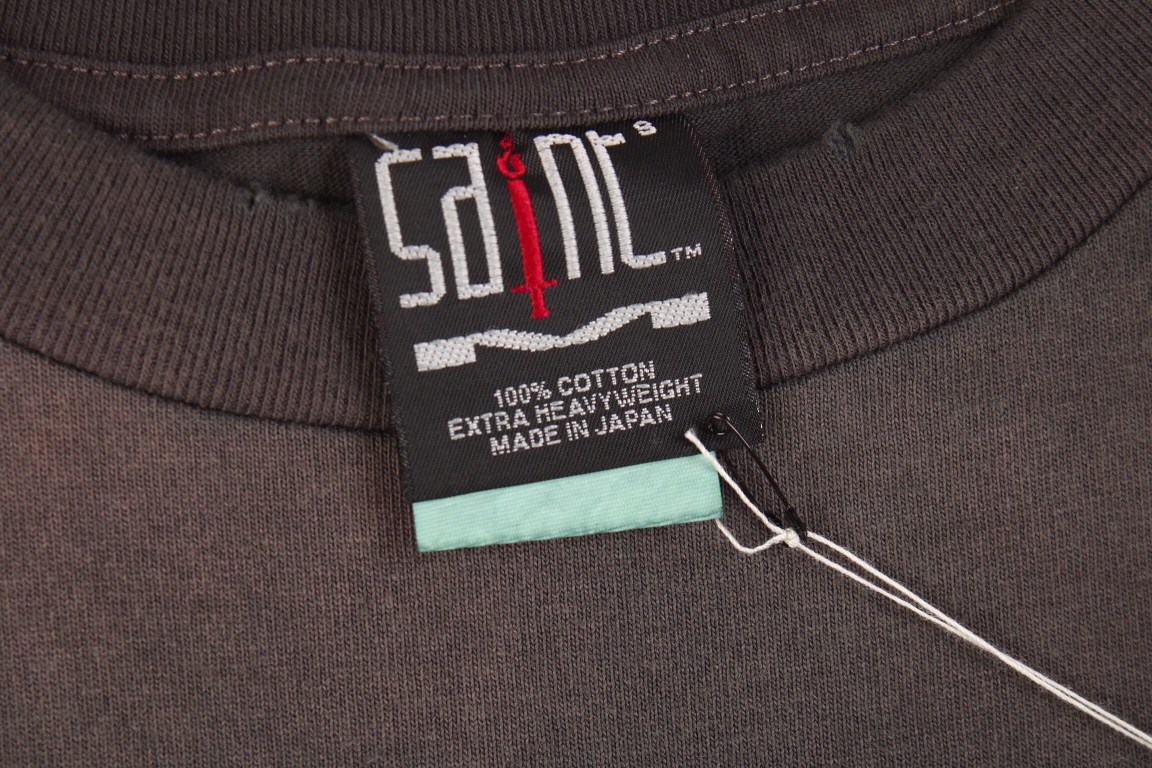 SaiNt s ™
100% COTTON
EXTRA HEAVYWEIGHT
MADE IN JAPAN